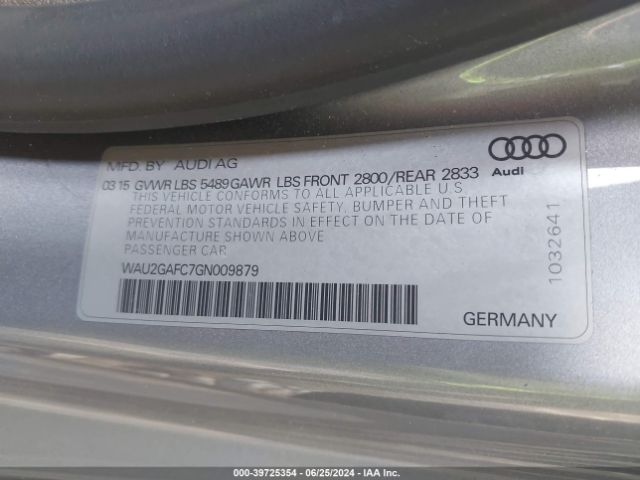 MFD. BY AUDI AG
03 15 GVWR LBS 5489 GAWR LBS FRONT 2800/REAR 2833
THIS VEHICLE CONFORMS TO ALL APPLICABLE U.S.
FEDERAL MOTOR VEHICLE SAFETY, BUMPER AND THEFT
PREVENTION STANDARDS IN EFFECT ON THE DATE OF
MANUFACTURE SHOWN ABOVE
PASSENGER CAR
WAU2GAFC7GN009879
Audi
1032641
GERMANY
000-39725354 | 06/25/2024 | IAA Inc.